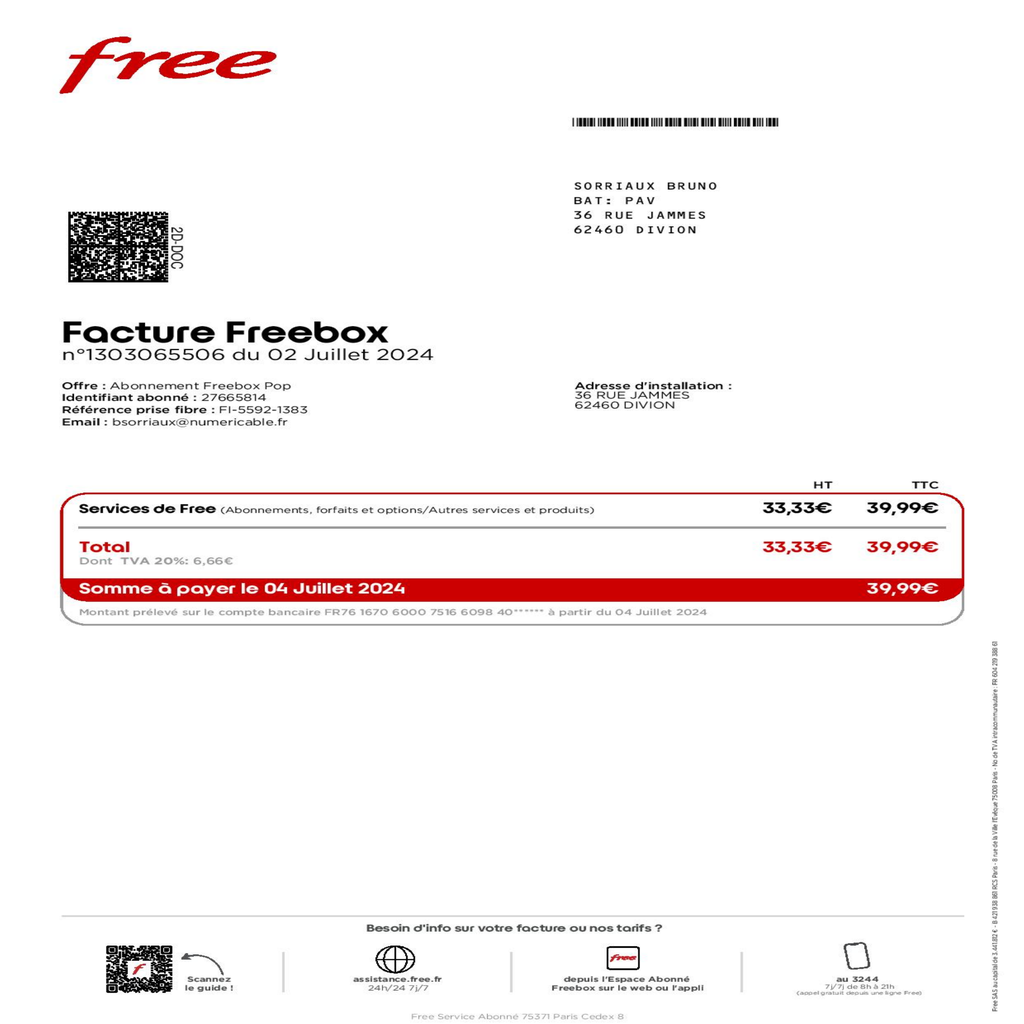 free
SORRIAUX BRUNO
BAT: PAV
36 RUE JAMMES
62460 DIVION
2D-DOC
Facture Freebox
n°1303065506 du 02 Juillet 2024
Offre : Abonnement Freebox Pop
Identifiant abonné : 27665814
Référence prise fibre : FI-5592-1383
Email : bsorriaux@numericable.fr
Adresse d'installation :
36 RUE JAMMES
62460 DIVION
HT TTC
Services de Free (Abonnements, forfaits et options/Autres services et produits) 33,33€ 39,99€
Total 33,33€ 39,99€
Dont TVA 20%: 6,66€
Somme à payer le 04 Juillet 2024 39,99€
Montant prélevé sur le compte bancaire FR76 1670 6000 7516 6098 40****** à partir du 04 Juillet 2024
Besoin d'info sur votre facture ou nos tarifs ?
Scannez
le guide !
assistance.free.fr
24h/24 7j/7
free
depuis l'Espace Abonné
Freebox sur le web ou l'appli
au 3244
7j/7j de 8h à 21h
(appel gratuit depuis une ligne Free)
Free Service Abonné 75371 Paris Cedex 8
Free SAS au capital de 3.441.812 € - B 421 938 861 RCS Paris - 8 rue de la Ville l'Evêque 75008 Paris - No de TVA intracommunautaire : FR 604 219 388 61